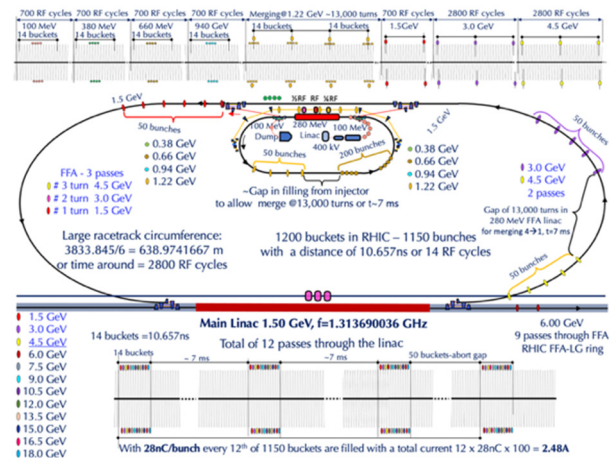 700 RF cycles 700 RF cycles 700 RF cycles 700 RF cycles Merging@1.22 GeV ~13,000 turns 700 RF cycles 2800 RF cycles 2800 RF cycles
100 MeV 380 MeV 660 MeV 940 GeV 14 buckets 14 buckets 1.5GeV 3.0 GeV 4.5 GeV
14 buckets 14 buckets 14 buckets 14 buckets 14 buckets 14 buckets 14 buckets
1.5 GeV
½RF RF ½RF
50 bunches
100 MeV 280 MeV 100 MeV
Dump Linac
400 kV
1.5 GeV
50 bunches
0.38 GeV
0.66 GeV
0.94 GeV
1.22 GeV
50 bunches
200 bunches
0.38 GeV
0.66 GeV
0.94 GeV
1.22 GeV
FFA - 3 passes
# 3 turn 4.5 GeV
# 2 turn 3.0 GeV
# 1 turn 1.5 GeV
~Gap in filling from injector
to allow merge @13,000 turns or t~7 ms
3.0 GeV
4.5 GeV
2 passes
Gap of 13,000 turns in
280 MeV FFA linac
for merging 4→1, t≈7 ms
Large racetrack circumference:
3833.845/6 = 638.9741667 m
or time around = 2800 RF cycles
1200 buckets in RHIC – 1150 bunches
with a distance of 10.657ns or 14 RF cycles
50 bunches
Main Linac 1.50 GeV, f=1.313690036 GHz
6.00 GeV
9 passes through FFA
RHIC FFA-LG ring
14 buckets =10.657ns
Total of 12 passes through the linac
14 buckets ~ 7 ms ~7 ms 50 buckets-abort gap
1.5 GeV
3.0 GeV
4.5 GeV
6.0 GeV
7.5 GeV
9.0 GeV
10.5 GeV
12.0 GeV
13.5 GeV
15.0 GeV
16.5 GeV
18.0 GeV
With 28nC/bunch every 12th of 1150 buckets are filled with a total current 12 x 28nC x 100 = 2.48A